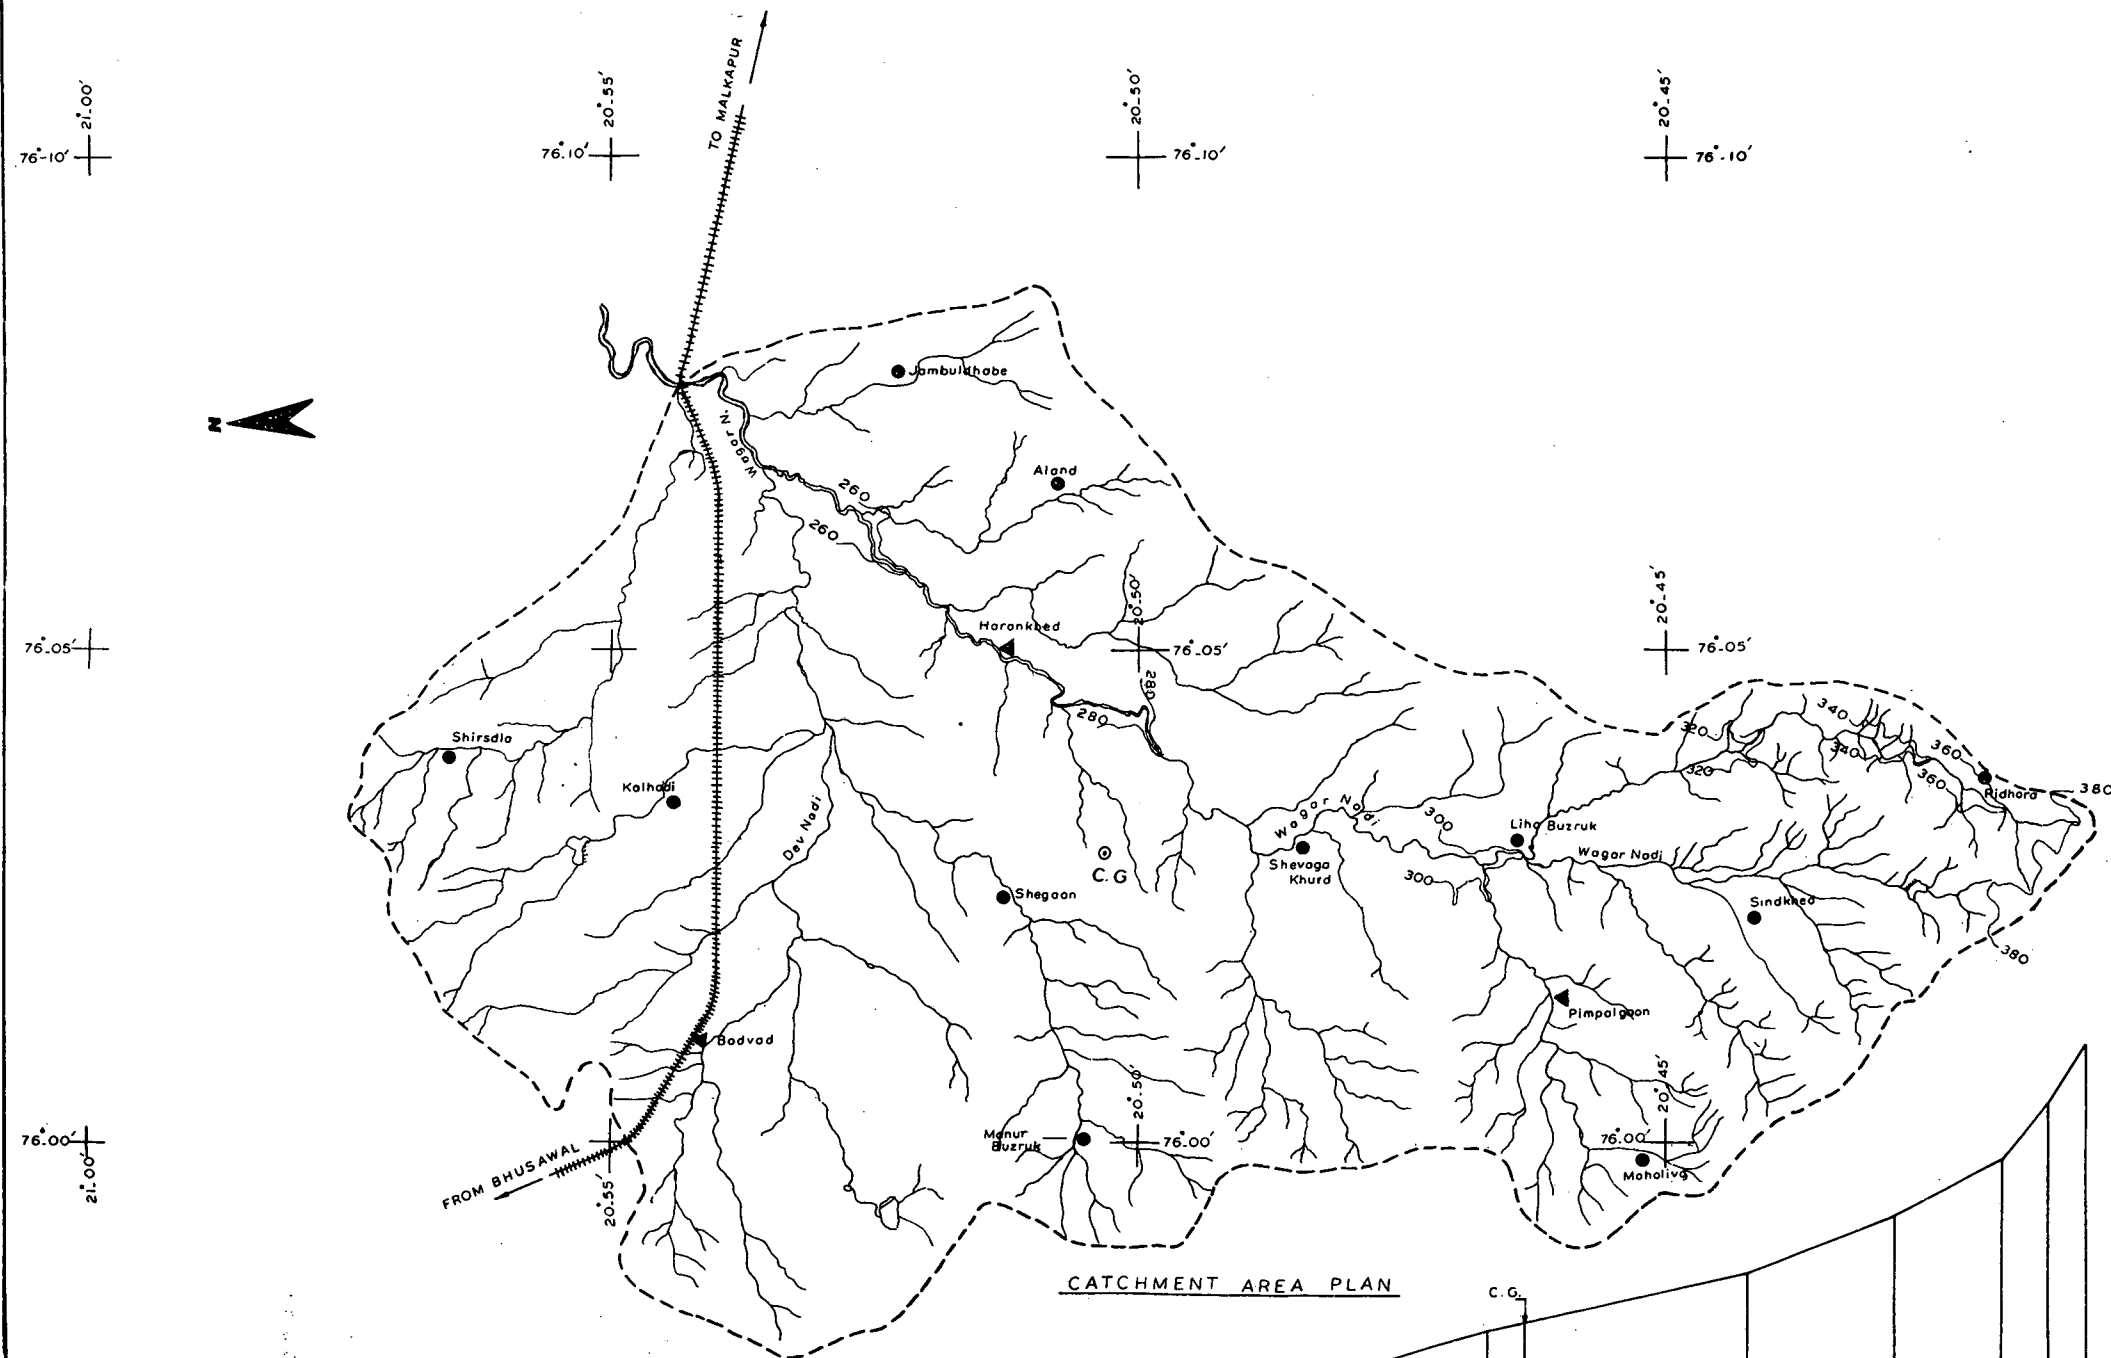 TO MALKAPUR
21°.00'
20°.55'
20°.50'
20°.45'
76°-10'
76°.10'
76°.10'
76°.10'
N
Jambuldhabe
Wagar N.
Aland
260
260
20°.50'
20°.45'
Harankhed
76°.05'
76°.05'
76°.05'
280
280
Shirsdla
320
320
340
340
360
360
Ridhora
380
Kalhadi
Dev Nadi
Wagar Nadi
300
Liha Buzruk
Wagar Nadi
C.G
Shevaga
Khurd
300
Shegaon
Sindkhed
380
Pimpalgaon
Bodvad
20°.50'
20°.45'
76°.00'
Manur
Buzruk
76°.00'
76°.00'
FROM BHUSAWAL
Moholiva
21°.00'
20°.55'
CATCHMENT AREA PLAN
C.G.